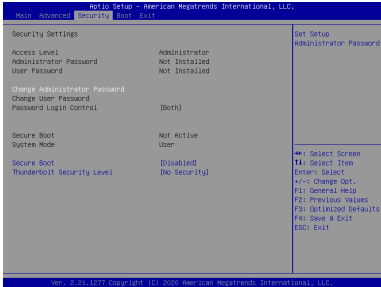 Aptio Setup – American Megatrends International, LLC.
Main Advanced Security Boot Exit
Security Settings
Access Level Administrator
Administrator Password Not Installed
User Password Not Installed
Change Administrator Password
Change User Password
Password Login Control [Both]
Secure Boot Not Active
System Mode User
Secure Boot [Disabled]
Thunderbolt Security Level [No Security]
Set Setup
Administrator Password
→←: Select Screen
↑↓: Select Item
Enter: Select
+/-: Change Opt.
F1: General Help
F2: Previous Values
F3: Optimized Defaults
F4: Save & Exit
ESC: Exit
Ver. 2.21.1277 Copyright (C) 2020 American Megatrends International, LLC.